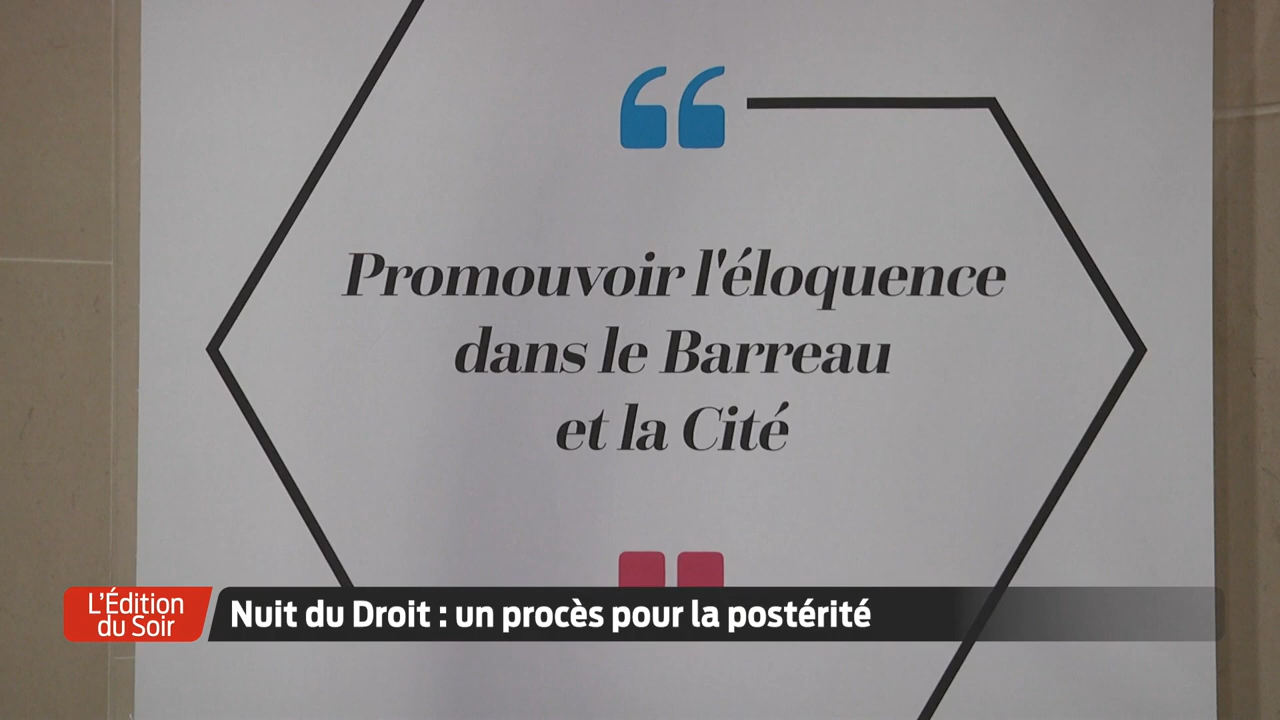 Promouvoir l'éloquence
dans le Barreau
et la Cité
L'Édition
du Soir
Nuit du Droit : un procès pour la postérité